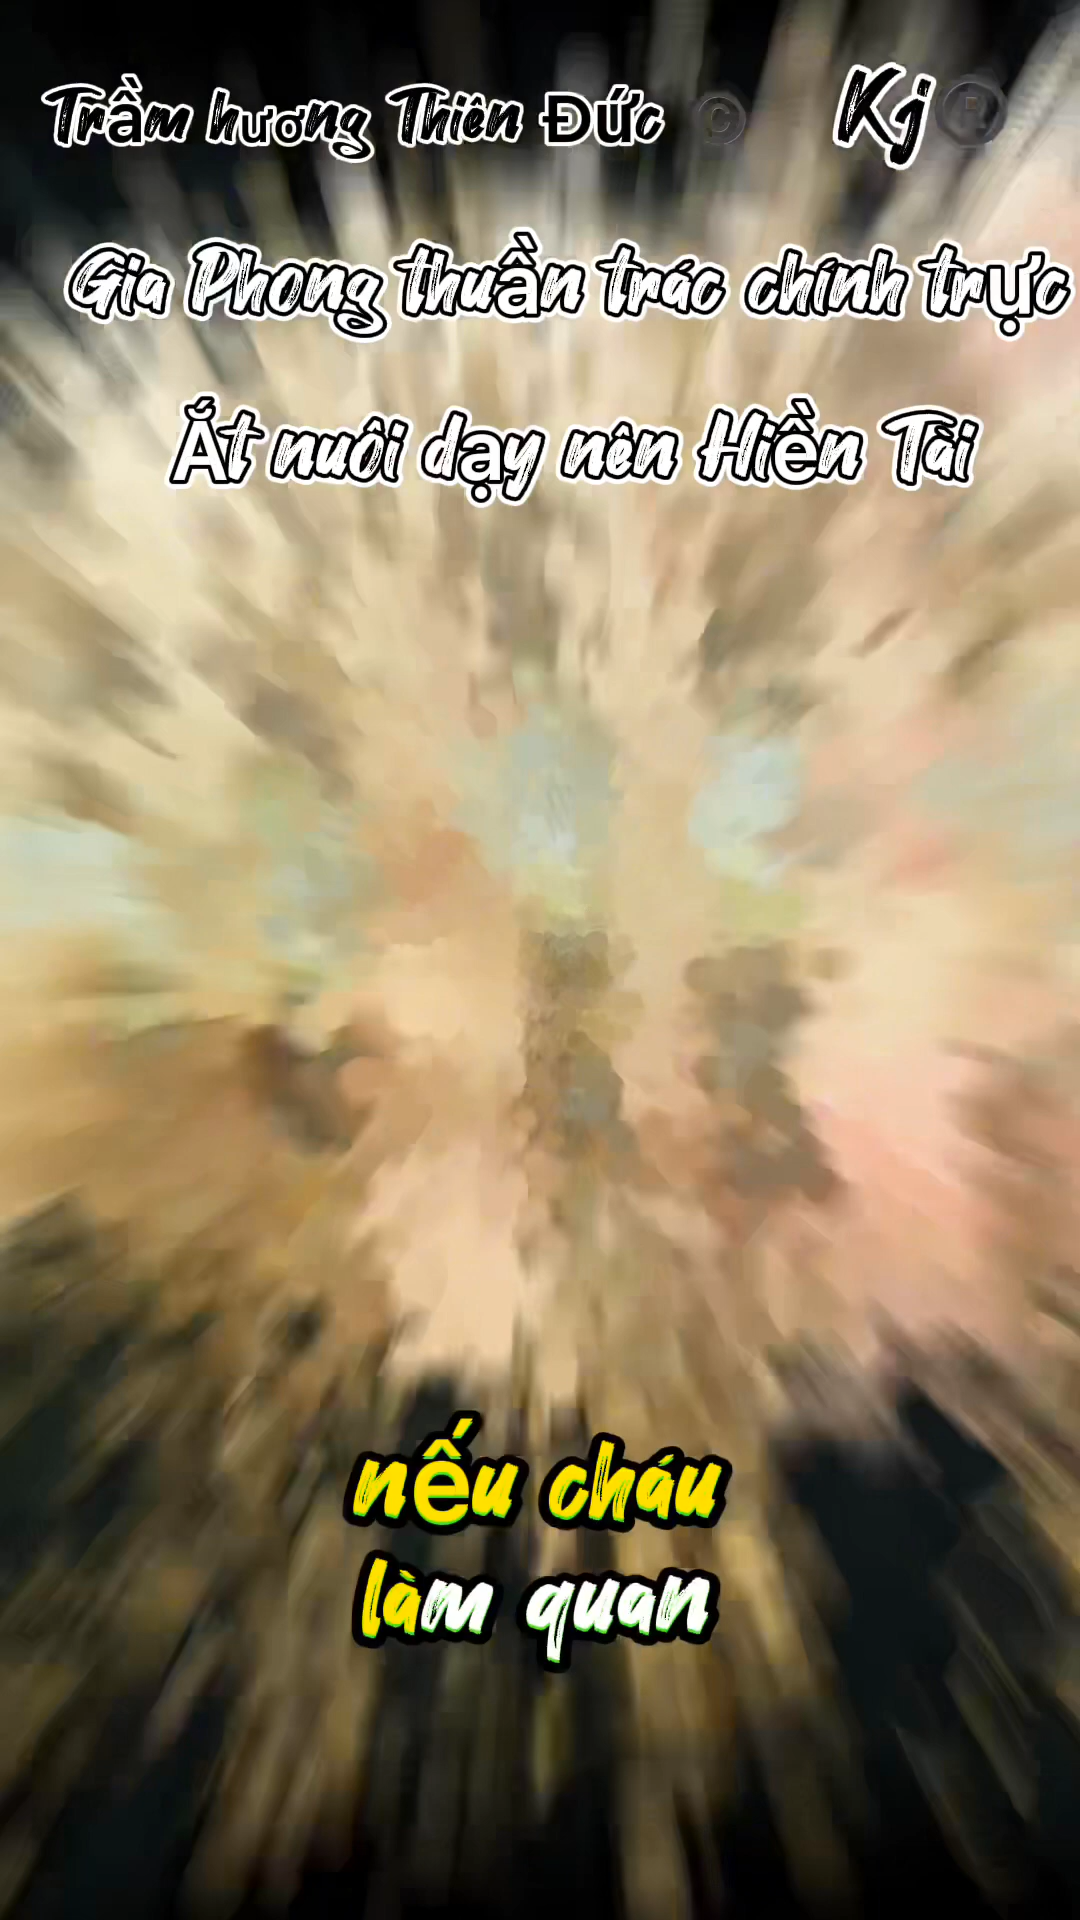 Trầm hương Thiên Đức © Kj®
Gia Phong thuần trác chính trực
Ắt nuôi dạy nên Hiền Tài
nếu cháu
làm quan